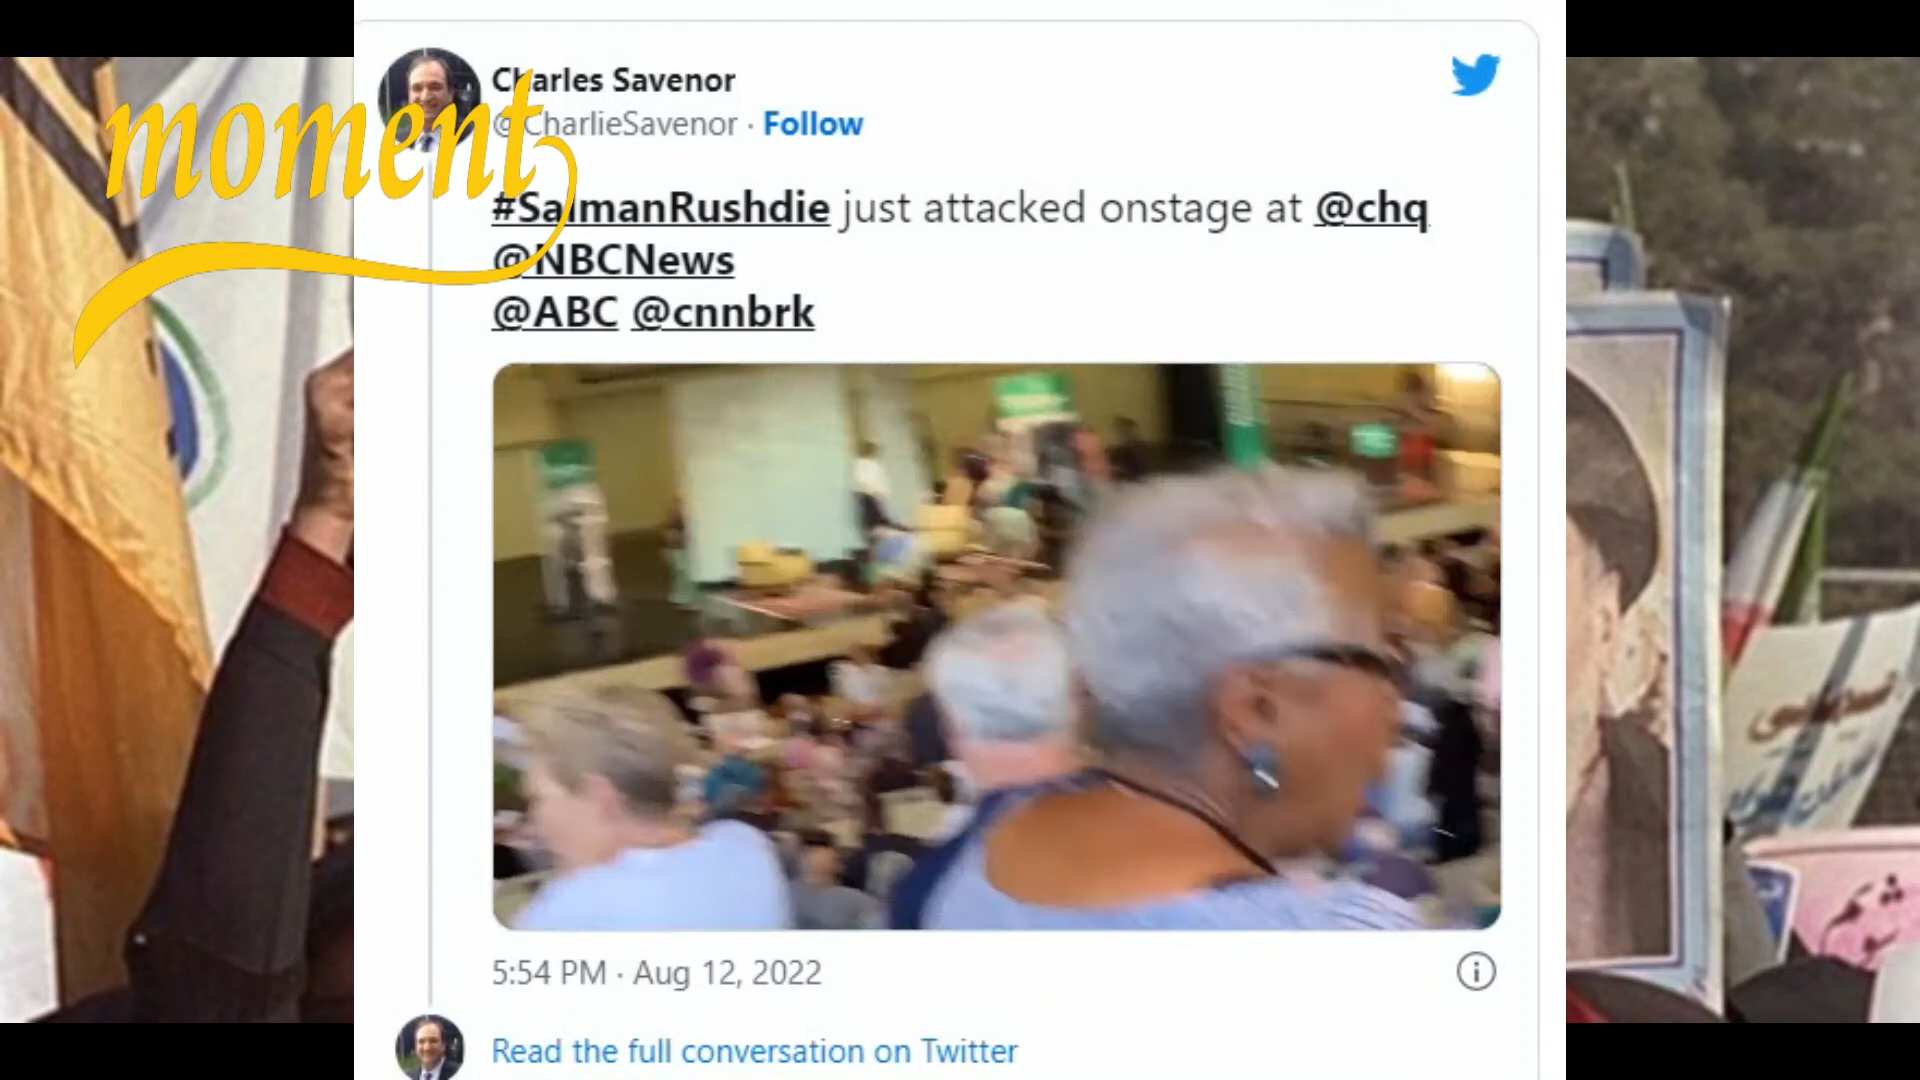 moment
Charles Savenor
@CharlieSavenor · Follow
#SalmanRushdie just attacked onstage at @chq
@NBCNews
@ABC @cnnbrk
5:54 PM · Aug 12, 2022
Read the full conversation on Twitter